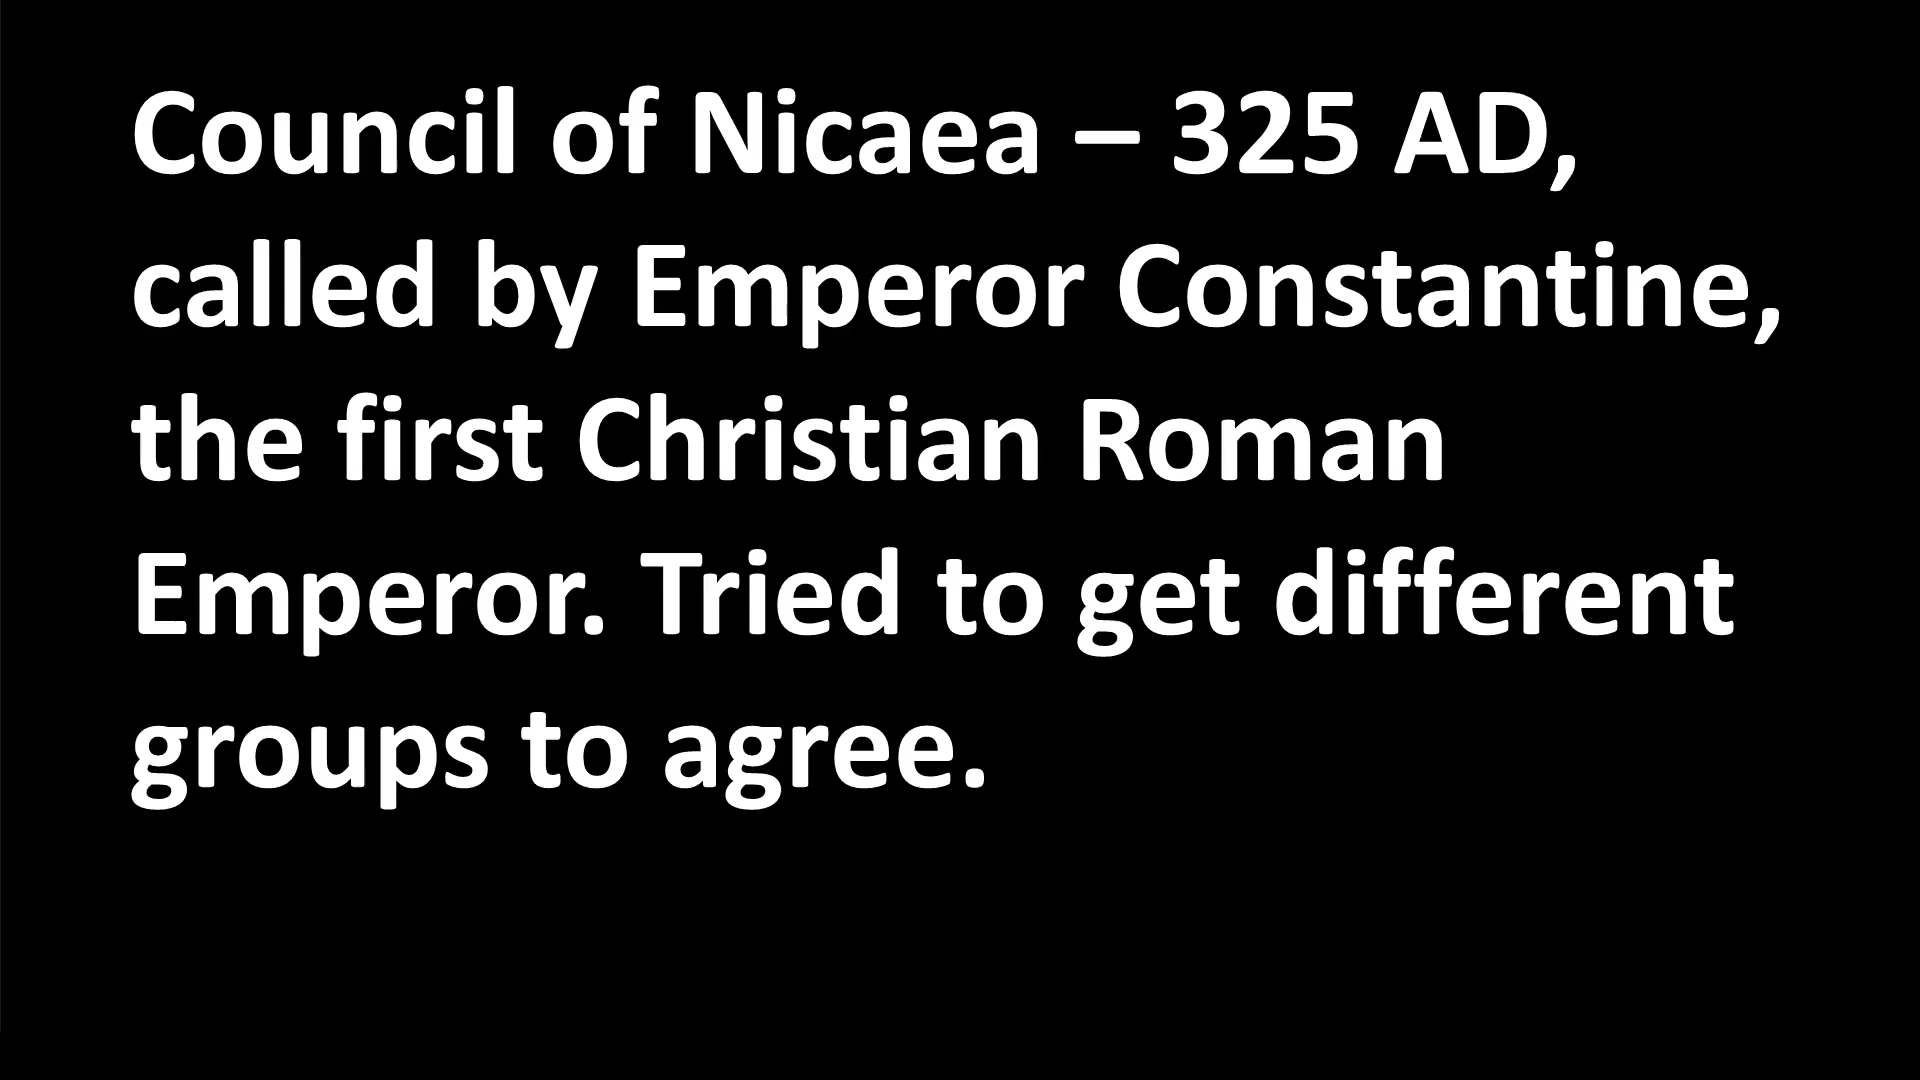 Council of Nicaea – 325 AD,
called by Emperor Constantine,
the first Christian Roman
Emperor. Tried to get different
groups to agree.